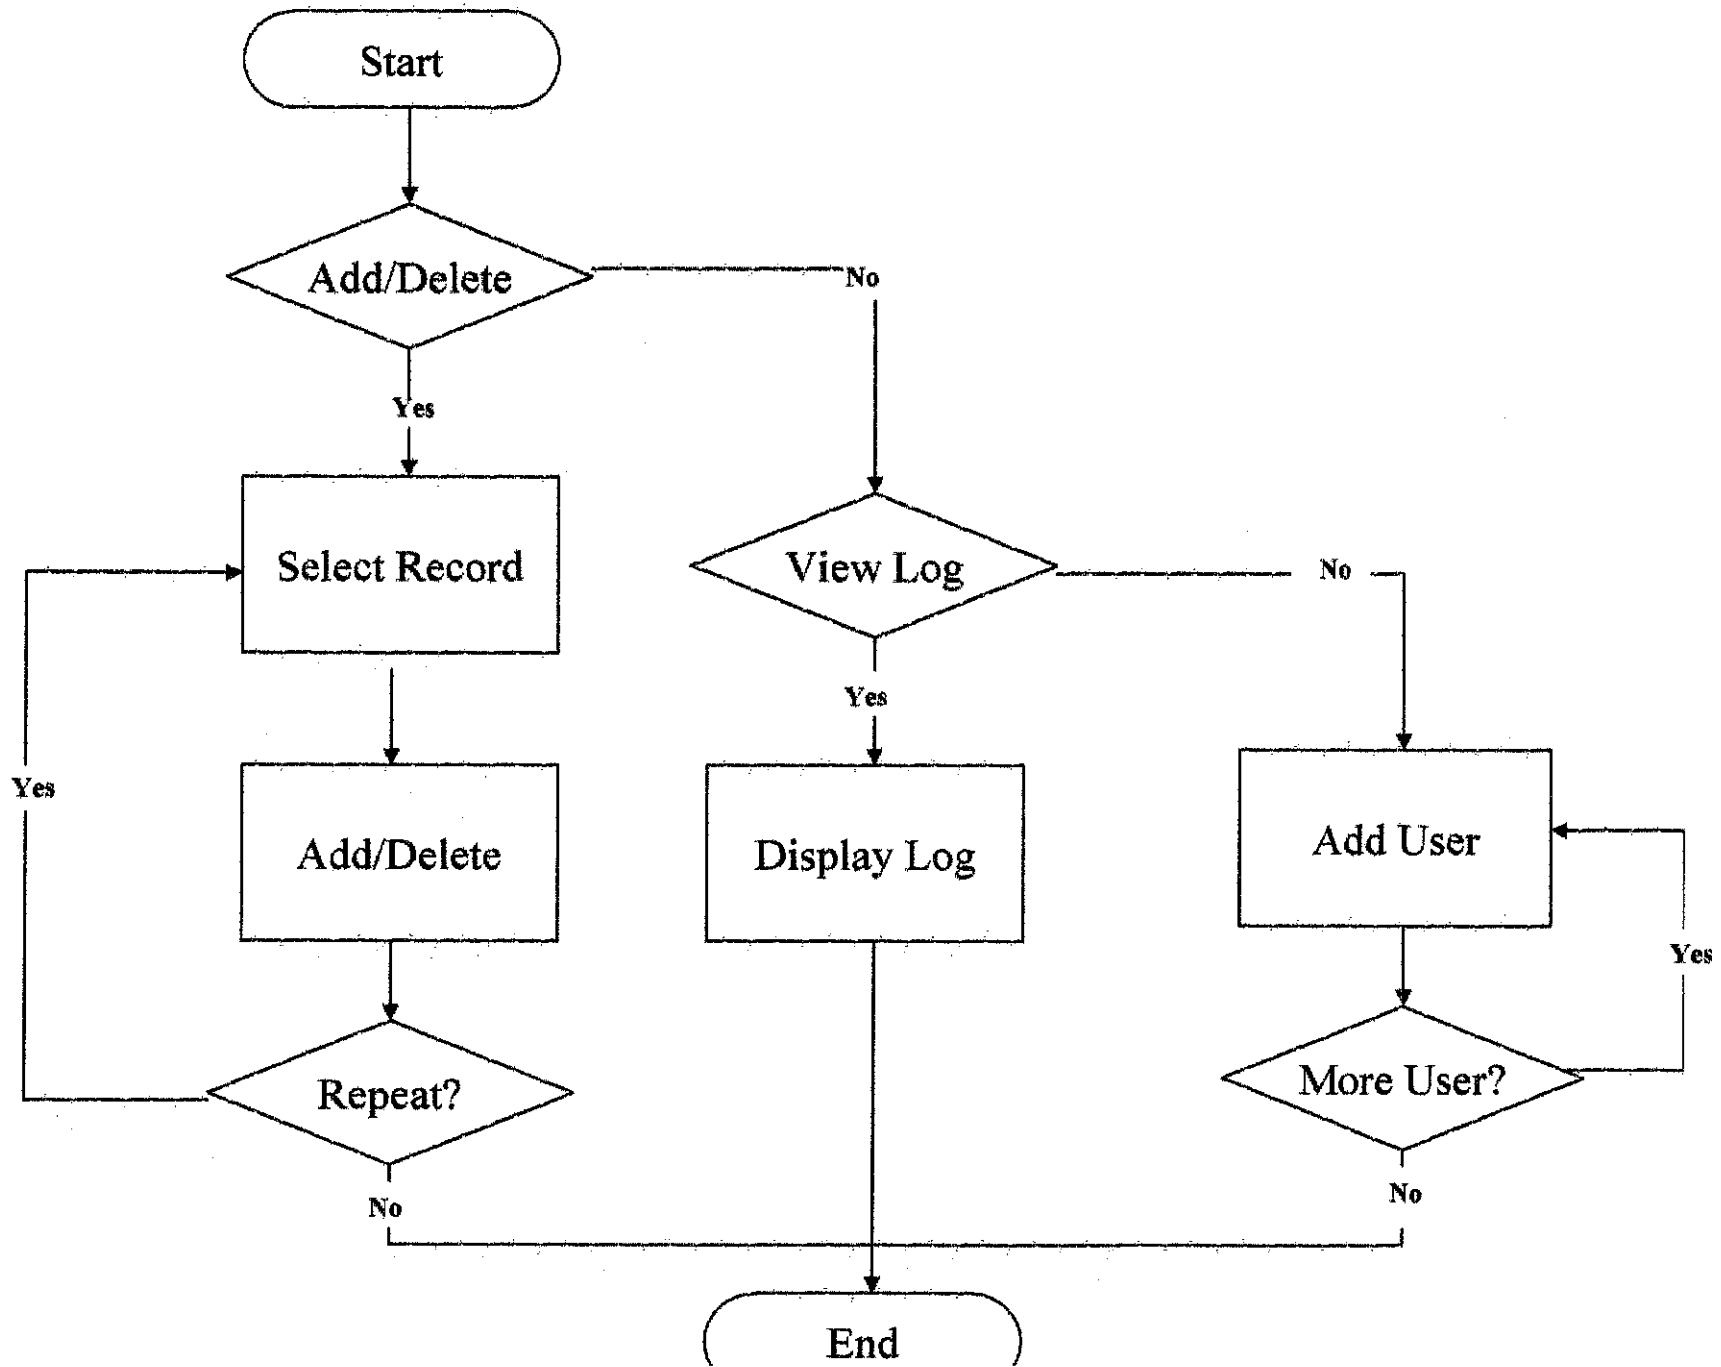 Start
Add/Delete
No
Yes
Select Record
View Log
No
Yes
Yes
Add/Delete
Display Log
Add User
Yes
Repeat?
More User?
No
No
End